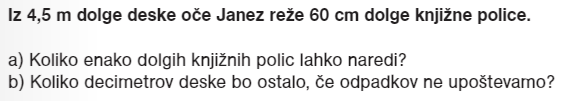 Iz 4,5 m dolge deske oče Janez reže 60 cm dolge knjižne police.
a) Koliko enako dolgih knjižnih polic lahko naredi?
b) Koliko decimetrov deske bo ostalo, če odpadkov ne upoštevamo?